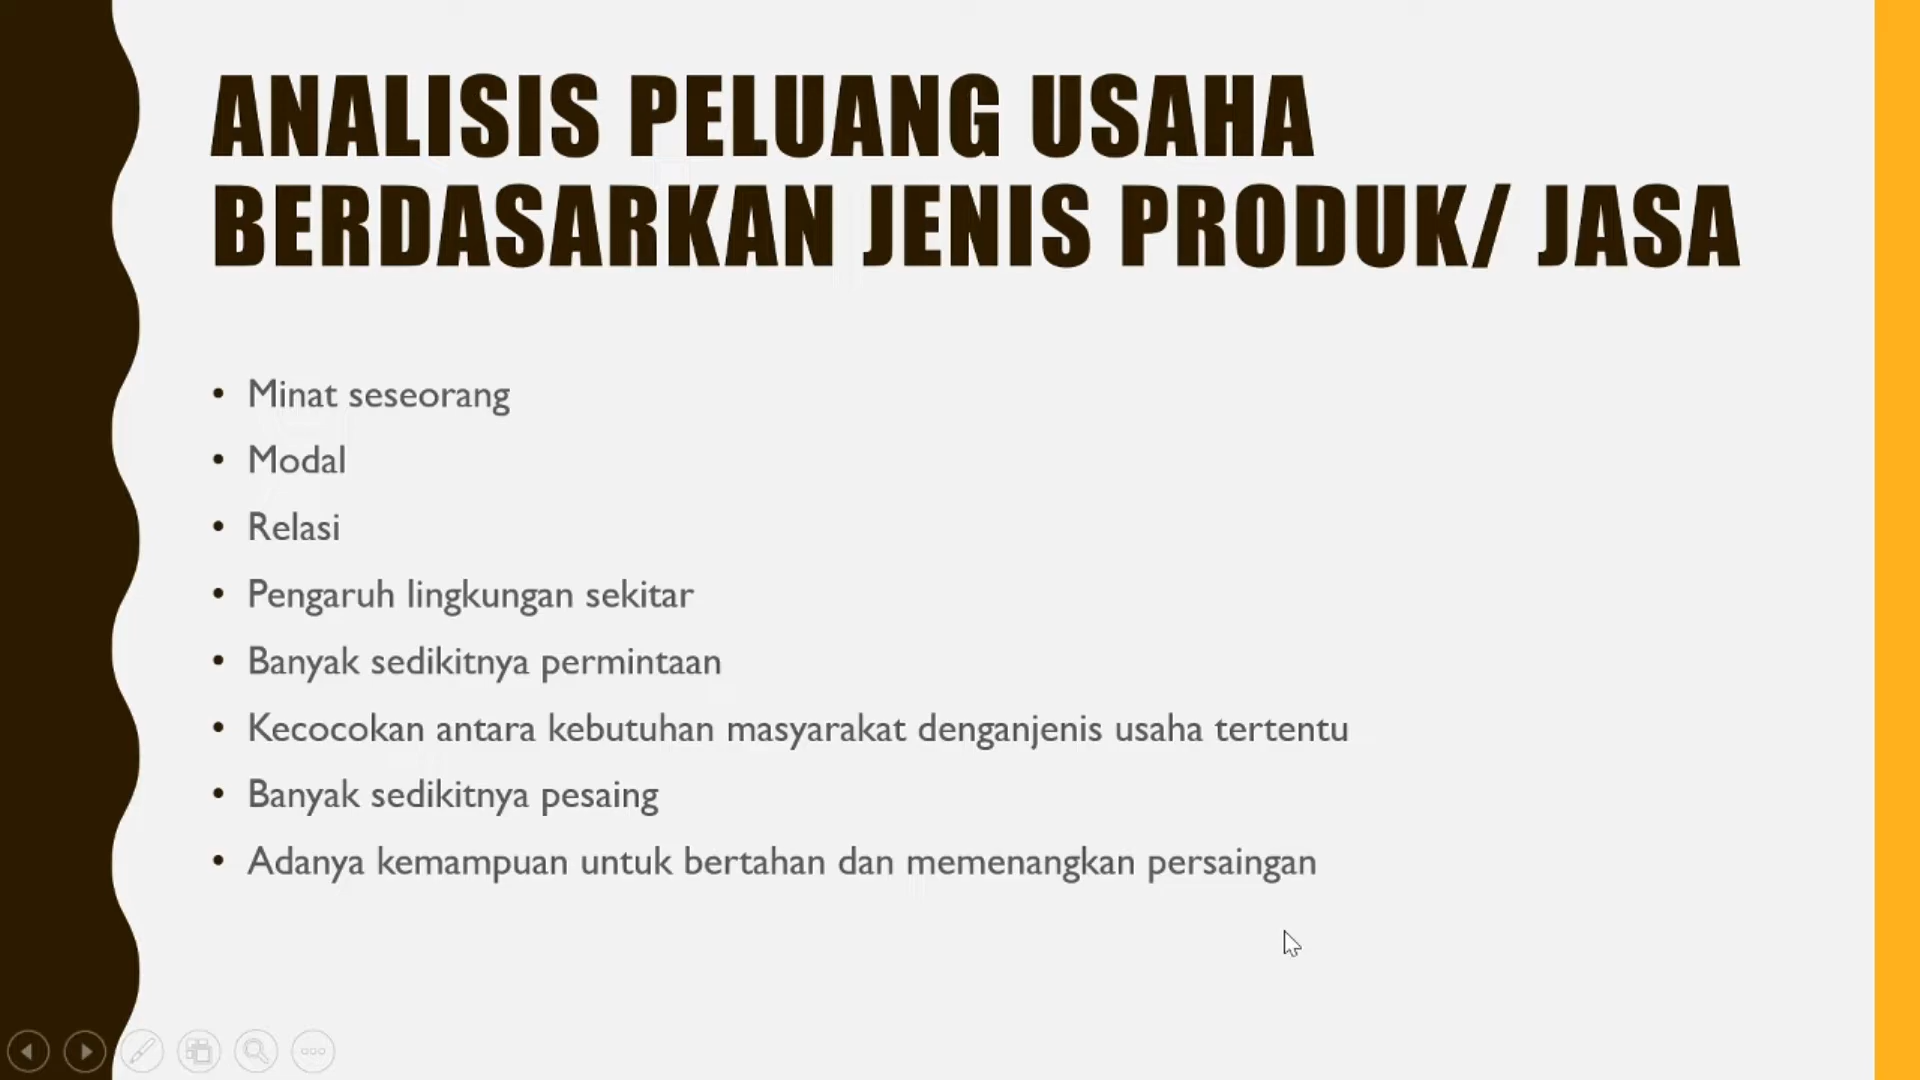 ANALISIS PELUANG USAHA
BERDASARKAN JENIS PRODUK/ JASA
• Minat seseorang
• Modal
• Relasi
• Pengaruh lingkungan sekitar
• Banyak sedikitnya permintaan
• Kecocokan antara kebutuhan masyarakat denganjenis usaha tertentu
• Banyak sedikitnya pesaing
• Adanya kemampuan untuk bertahan dan memenangkan persaingan